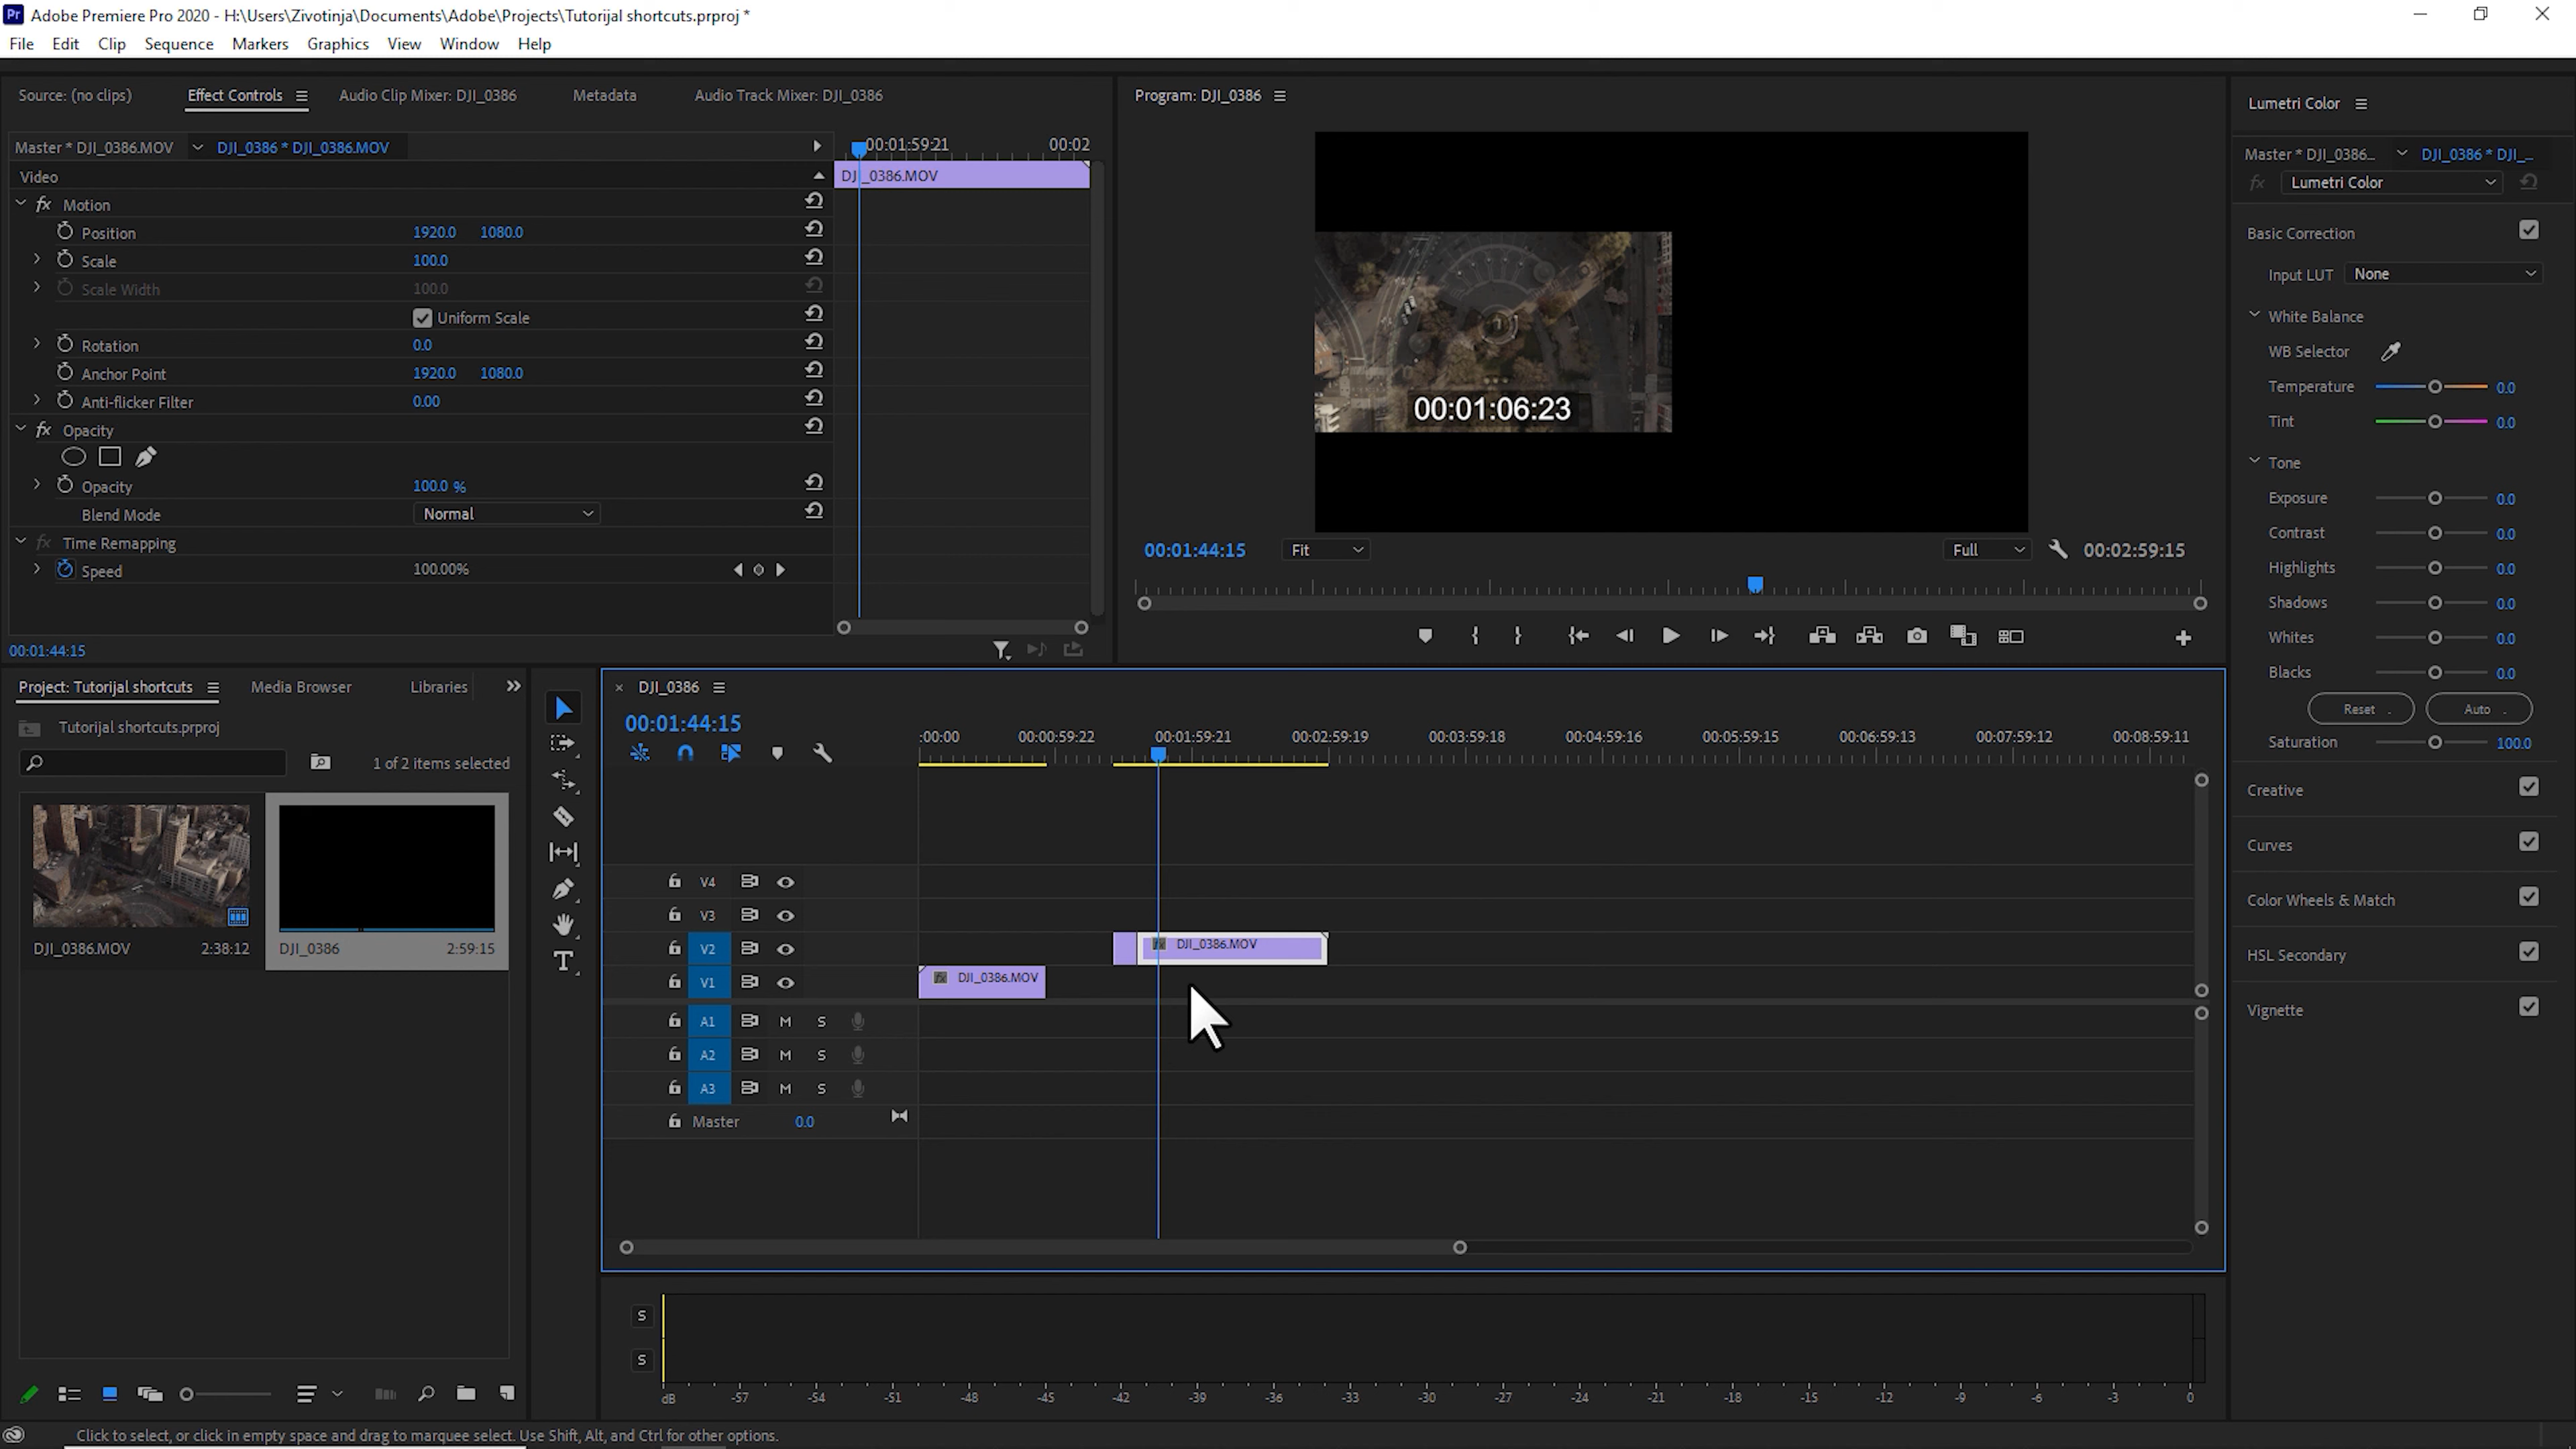 Pr Adobe Premiere Pro 2020 - H:\Users\Zivotinja\Documents\Adobe\Projects\Tutorijal shortcuts.prproj *
File Edit Clip Sequence Markers Graphics View Window Help
Source: (no clips) Effect Controls Audio Clip Mixer: DJI_0386 Metadata Audio Track Mixer: DJI_0386
Master * DJI_0386.MOV DJI_0386 * DJI_0386.MOV 00:01:59:21 00:02
Video DJI_0386.MOV
fx Motion
Position 1920.0 1080.0
Scale 100.0
Scale Width 100.0
Uniform Scale
Rotation 0.0
Anchor Point 1920.0 1080.0
Anti-flicker Filter 0.00
fx Opacity
Opacity 100.0 %
Blend Mode Normal
fx Time Remapping
Speed 100.00%
00:01:44:15
Program: DJI_0386
00:01:06:23
00:01:44:15 Fit Full 00:02:59:15
Lumetri Color
Master * DJI_0386... DJI_0386 * DJI_...
fx Lumetri Color
Basic Correction
Input LUT None
White Balance
WB Selector
Temperature 0.0
Tint 0.0
Tone
Exposure 0.0
Contrast 0.0
Highlights 0.0
Shadows 0.0
Whites 0.0
Blacks 0.0
Reset Auto
Saturation 100.0
Creative
Curves
Color Wheels & Match
HSL Secondary
Vignette
Project: Tutorijal shortcuts Media Browser Libraries
Tutorijal shortcuts.prproj
1 of 2 items selected
DJI_0386.MOV 2:38:12 DJI_0386 2:59:15
DJI_0386
00:01:44:15
:00:00 00:00:59:22 00:01:59:21 00:02:59:19 00:03:59:18 00:04:59:16 00:05:59:15 00:06:59:13 00:07:59:12 00:08:59:11
V4
V3
V2 fx DJI_0386.MOV
V1 fx DJI_0386.MOV
A1 M S
A2 M S
A3 M S
Master 0.0
S
S
dB -57 -54 -51 -48 -45 -42 -39 -36 -33 -30 -27 -24 -21 -18 -15 -12 -9 -6 -3 0
Click to select, or click in empty space and drag to marquee select. Use Shift, Alt, and Ctrl for other options.